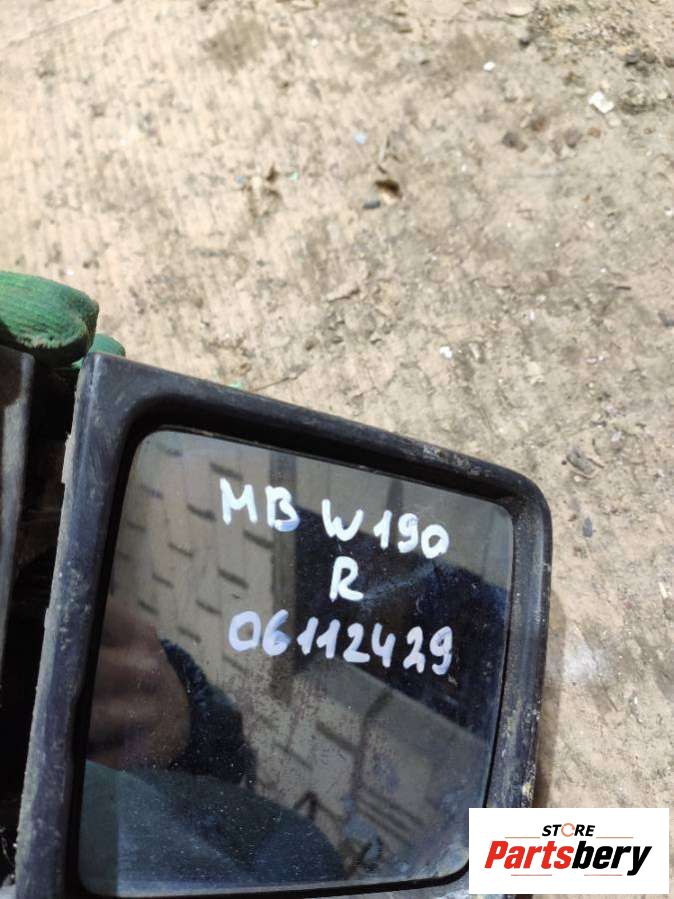 MB W190
R
06112429
STORE
Partsbery